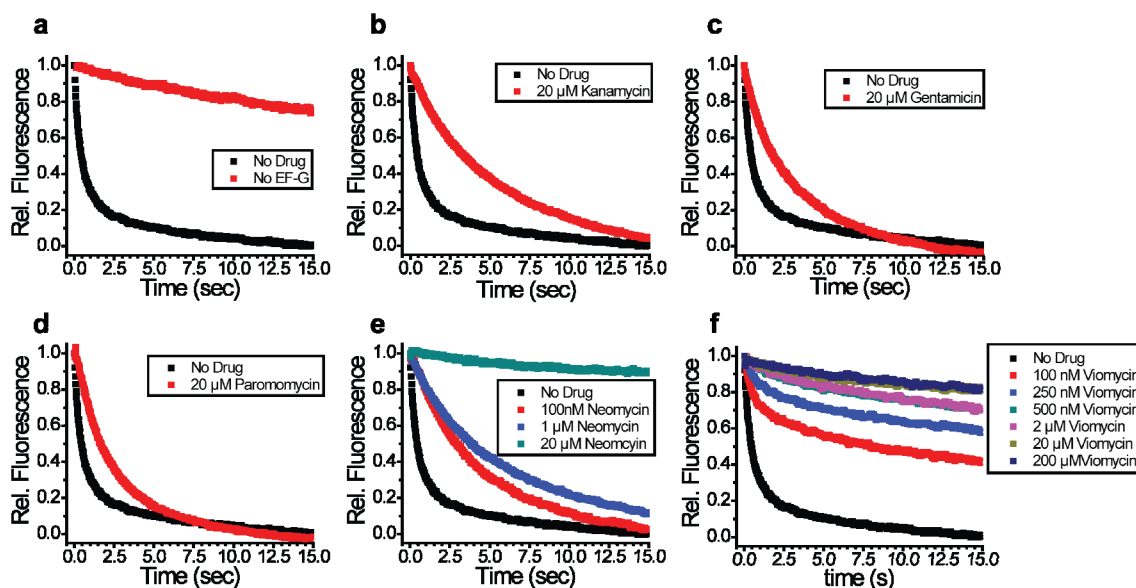 a
Rel. Fluorescence
1.0
0.8
0.6
0.4
0.2
0.0
No Drug
No EF-G
0.0 2.5 5.0 7.5 10.0 12.5 15.0
Time (sec)
b
Rel. Fluorescence
1.0
0.8
0.6
0.4
0.2
0.0
No Drug
20 µM Kanamycin
0.0 2.5 5.0 7.5 10.0 12.5 15.0
Time (sec)
c
Rel. Fluorescence
1.0
0.8
0.6
0.4
0.2
0.0
No Drug
20 µM Gentamicin
0.0 2.5 5.0 7.5 10.0 12.5 15.0
Time (sec)
d
Rel. Fluorescence
1.0
0.8
0.6
0.4
0.2
0.0
No Drug
20 µM Paromomycin
0.0 2.5 5.0 7.5 10.0 12.5 15.0
Time (sec)
e
Rel. Fluorescence
1.0
0.8
0.6
0.4
0.2
0.0
No Drug
100nM Neomycin
1 µM Neomycin
20 µM Neomcyin
0.0 2.5 5.0 7.5 10.0 12.5 15.0
Time (sec)
f
Rel. Fluorescence
1.0
0.8
0.6
0.4
0.2
0.0
No Drug
100 nM Viomycin
250 nM Viomycin
500 nM Viomycin
2 µM Viomycin
20 µM Viomycin
200 µMViomycin
0.0 2.5 5.0 7.5 10.0 12.5 15.0
time (s)